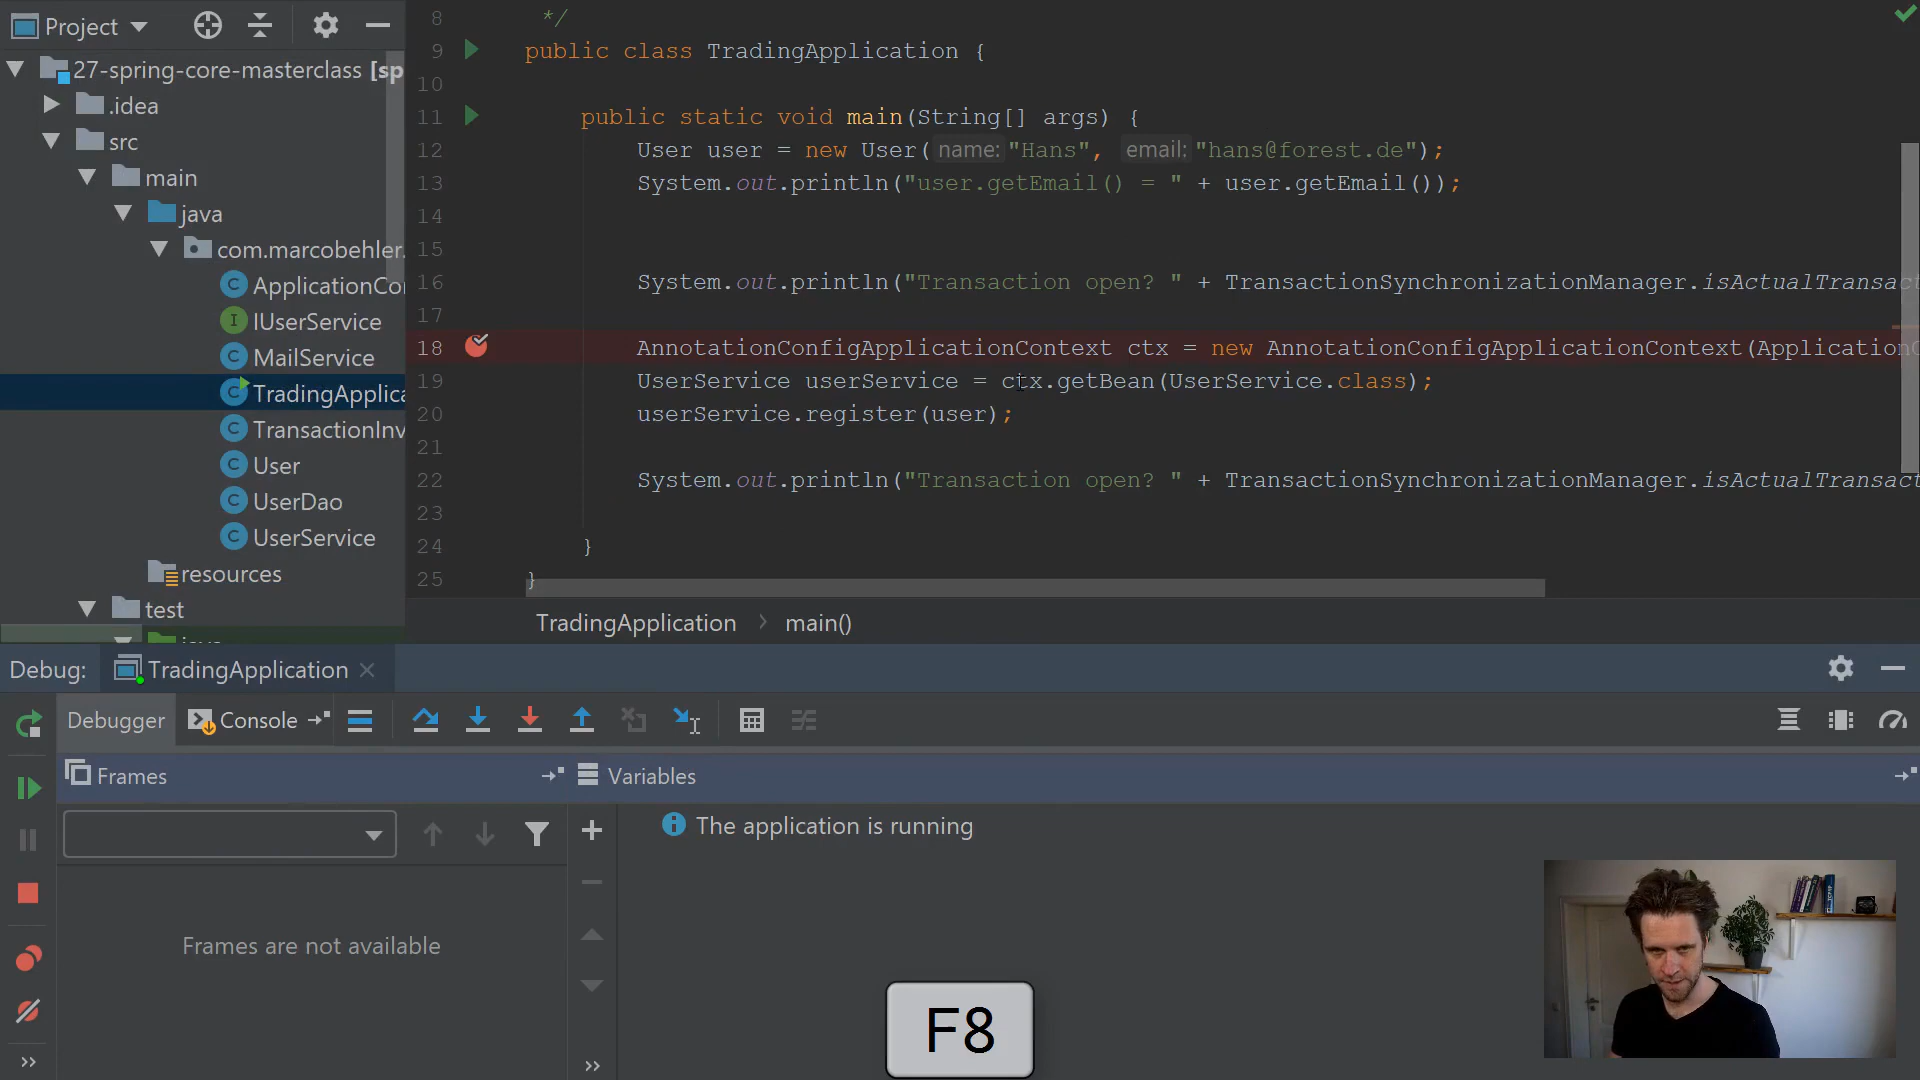 Project
27-spring-core-masterclass [sp
.idea
src
main
java
com.marcobehler.
ApplicationCo
IUserService
MailService
TradingApplica
TransactionInv
User
UserDao
UserService
resources
test
8 */
9 public class TradingApplication {
10
11 public static void main(String[] args) {
12 User user = new User( name: "Hans", email: "hans@forest.de");
13 System.out.println("user.getEmail() = " + user.getEmail());
14
15
16 System.out.println("Transaction open? " + TransactionSynchronizationManager.isActualTransact
17
18 AnnotationConfigApplicationContext ctx = new AnnotationConfigApplicationContext(Application
19 UserService userService = ctx.getBean(UserService.class);
20 userService.register(user);
21
22 System.out.println("Transaction open? " + TransactionSynchronizationManager.isActualTransact
23
24 }
25 }
TradingApplication > main()
Debug: TradingApplication
Debugger Console
Frames Variables
The application is running
Frames are not available
F8